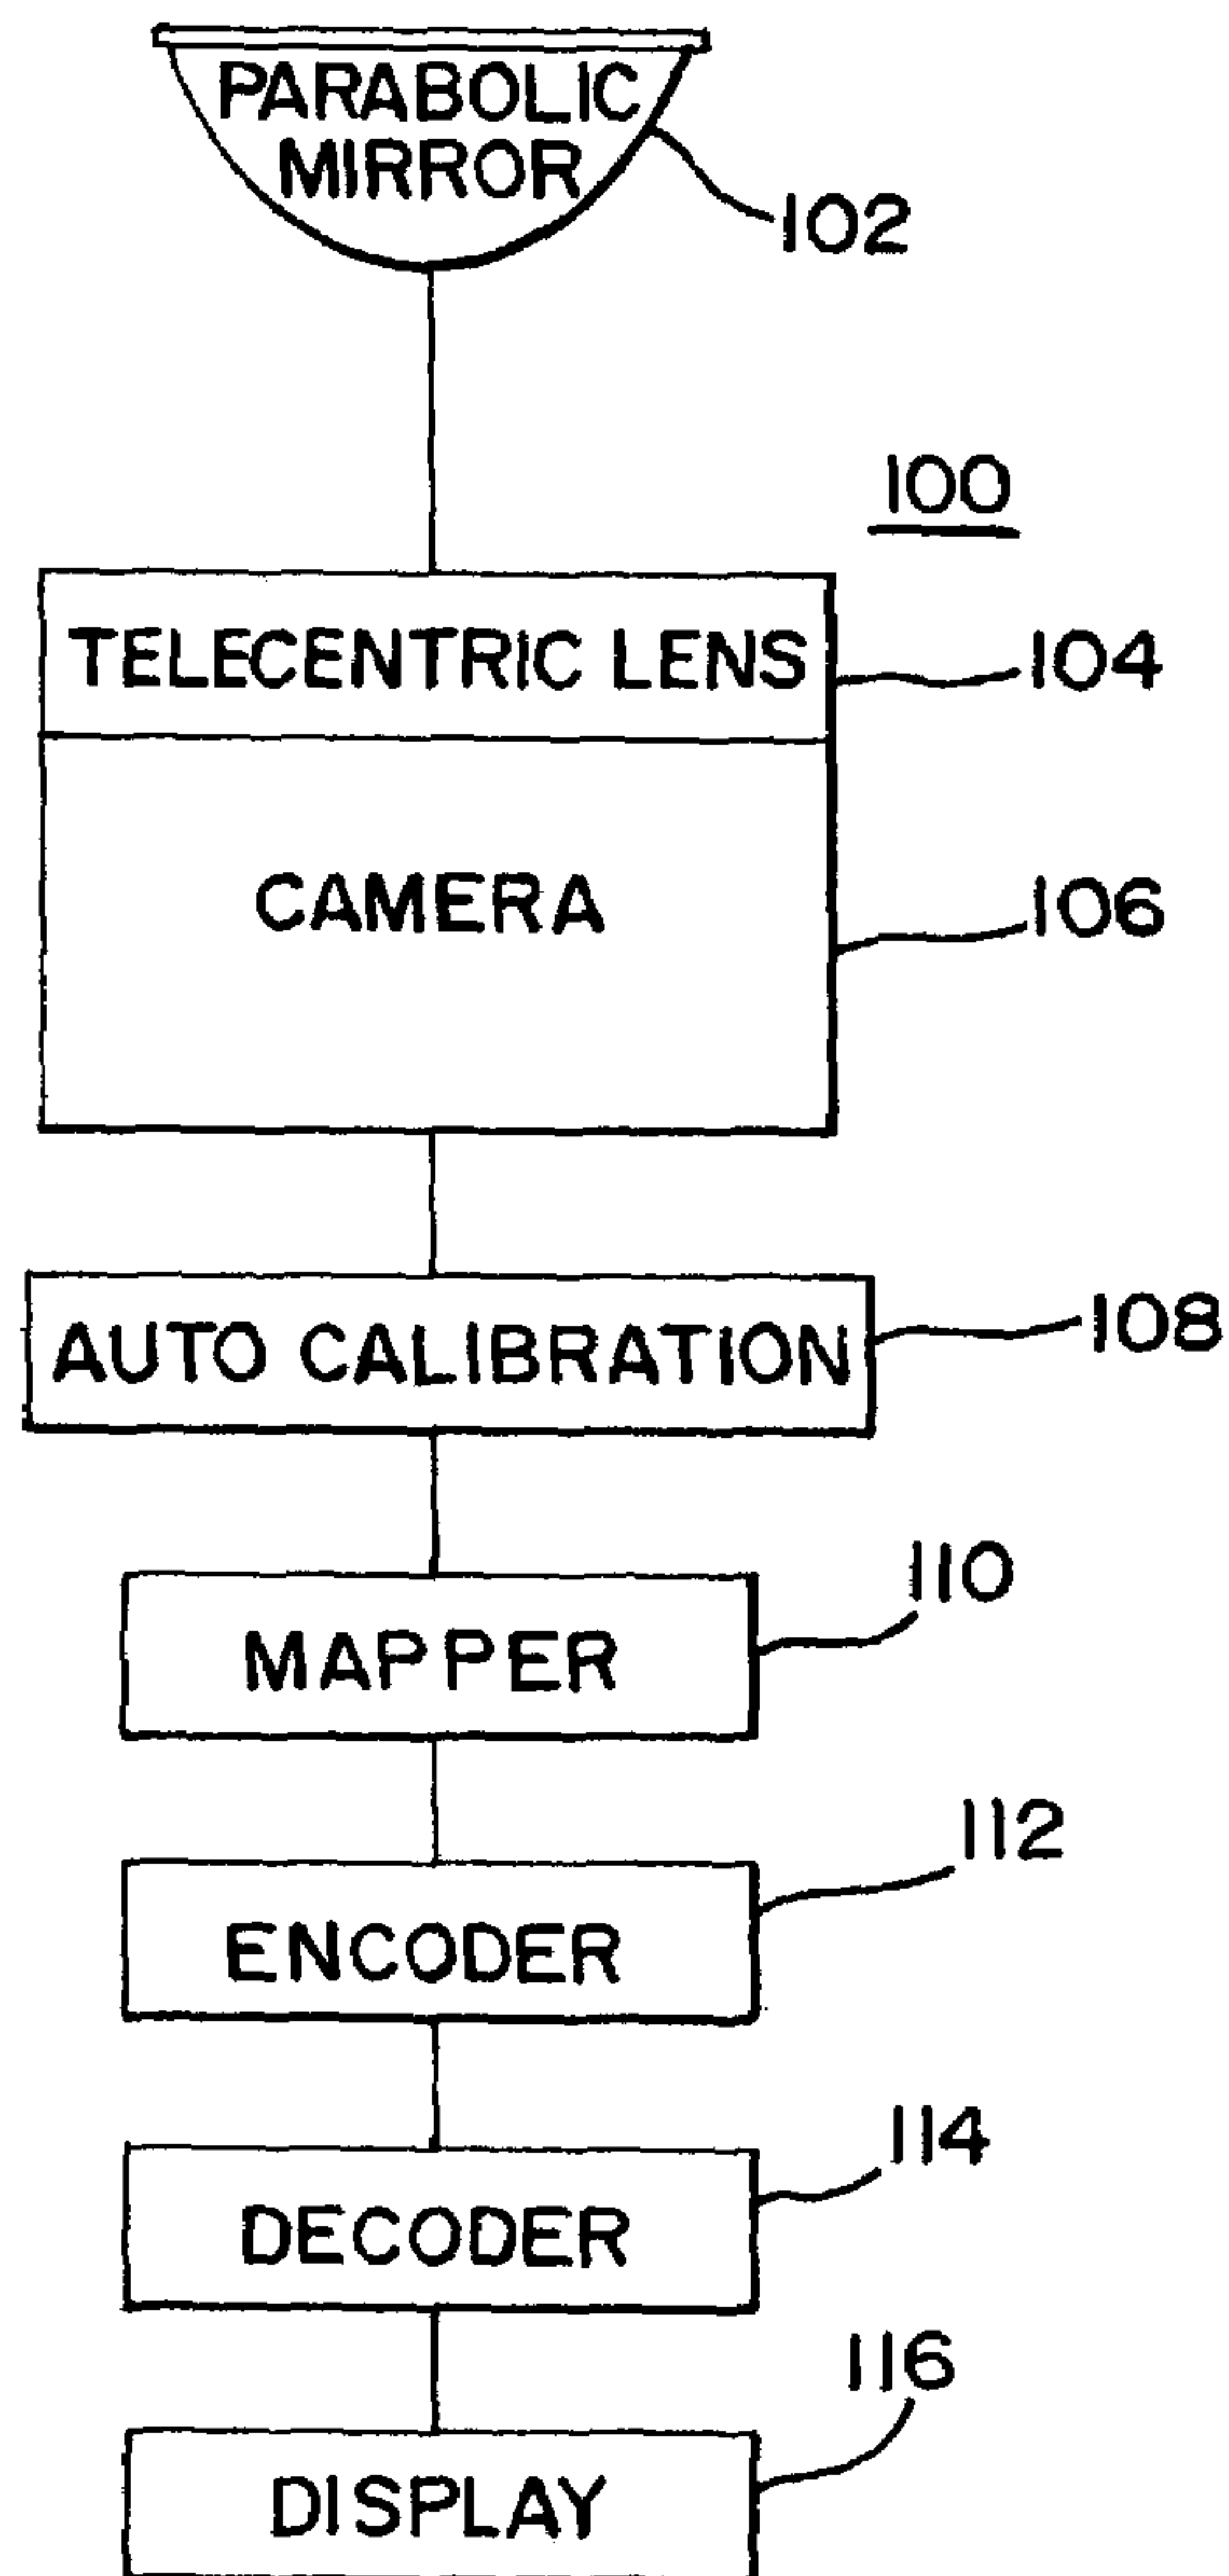 PARABOLIC
MIRROR
102
100
TELECENTRIC LENS
104
CAMERA
106
AUTO CALIBRATION
108
110
MAPPER
112
ENCODER
114
DECODER
116
DISPLAY